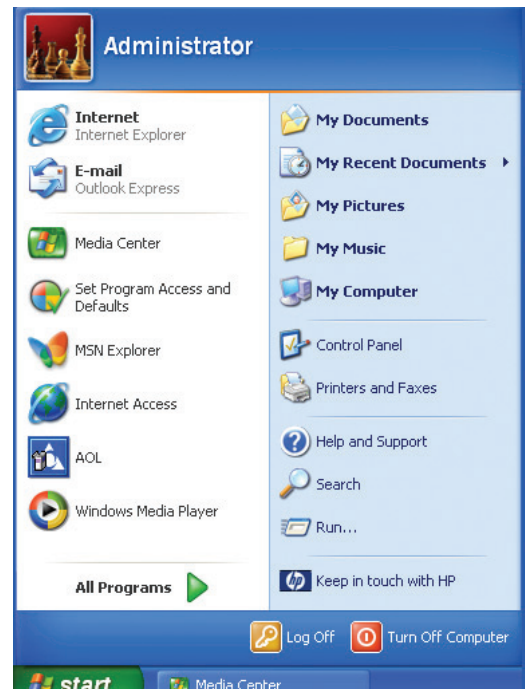 Administrator
Internet
Internet Explorer
E-mail
Outlook Express
Media Center
Set Program Access and
Defaults
MSN Explorer
Internet Access
AOL
Windows Media Player
All Programs
My Documents
My Recent Documents
My Pictures
My Music
My Computer
Control Panel
Printers and Faxes
Help and Support
Search
Run...
hp
Keep in touch with HP
Log Off
Turn Off Computer
start
Media Center